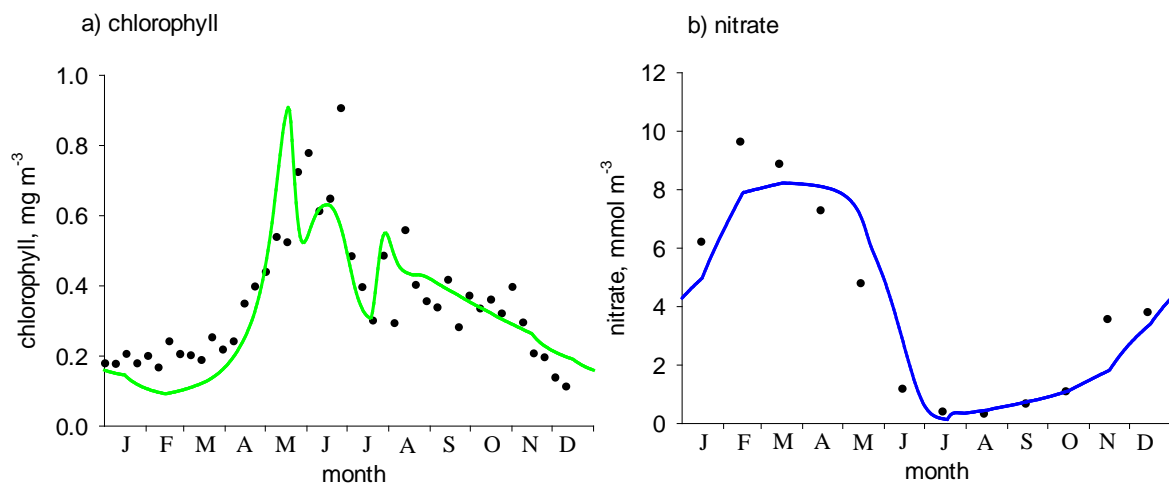 a) chlorophyll
chlorophyll, mg m-3
1.0
0.8
0.6
0.4
0.2
0.0
J F M A M J J A S O N D
month
b) nitrate
nitrate, mmol m-3
12
10
8
6
4
2
0
J F M A M J J A S O N D
month